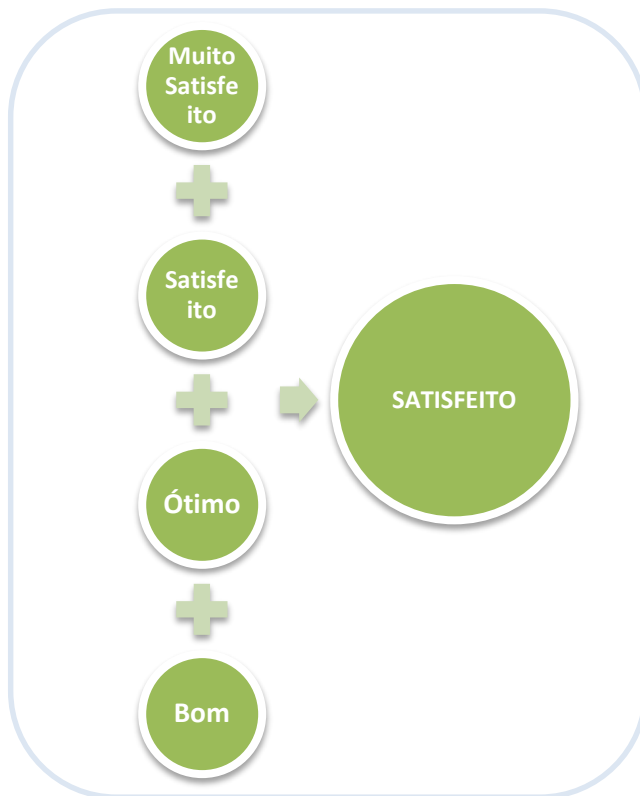 Muito
Satisfe
ito
Satisfe
ito
SATISFEITO
Ótimo
Bom